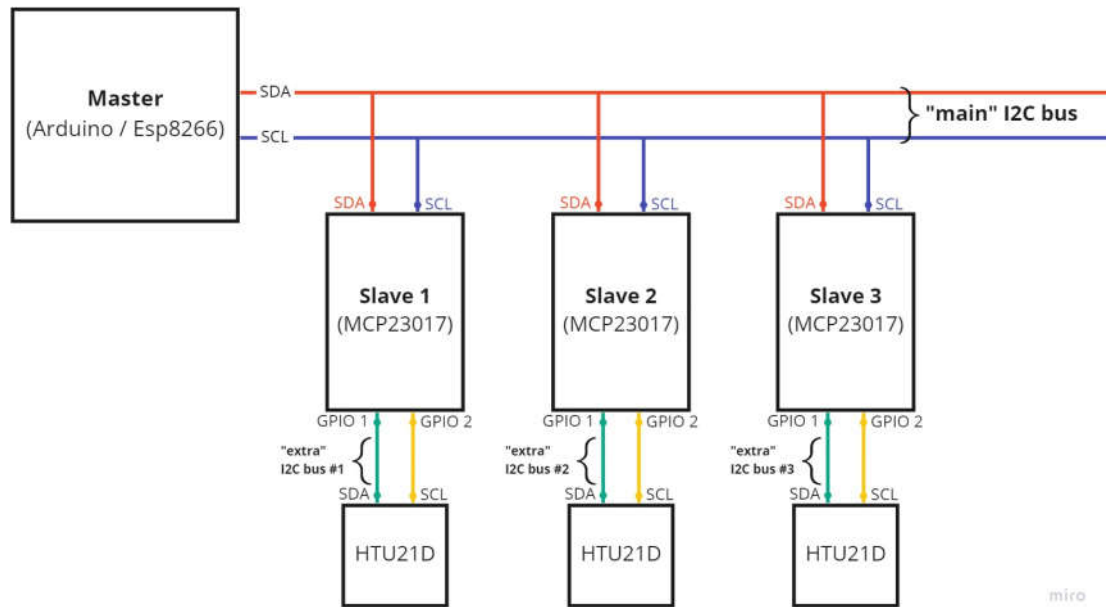 SDA
Master
(Arduino / Esp8266)
"main" I2C bus
SCL
SDA SCL SDA SCL SDA SCL
Slave 1 Slave 2 Slave 3
(MCP23017) (MCP23017) (MCP23017)
GPIO 1 GPIO 2 GPIO 1 GPIO 2 GPIO 1 GPIO 2
"extra" "extra" "extra"
I2C bus #1 I2C bus #2 I2C bus #3
SDA SCL SDA SCL SDA SCL
HTU21D HTU21D HTU21D
miro